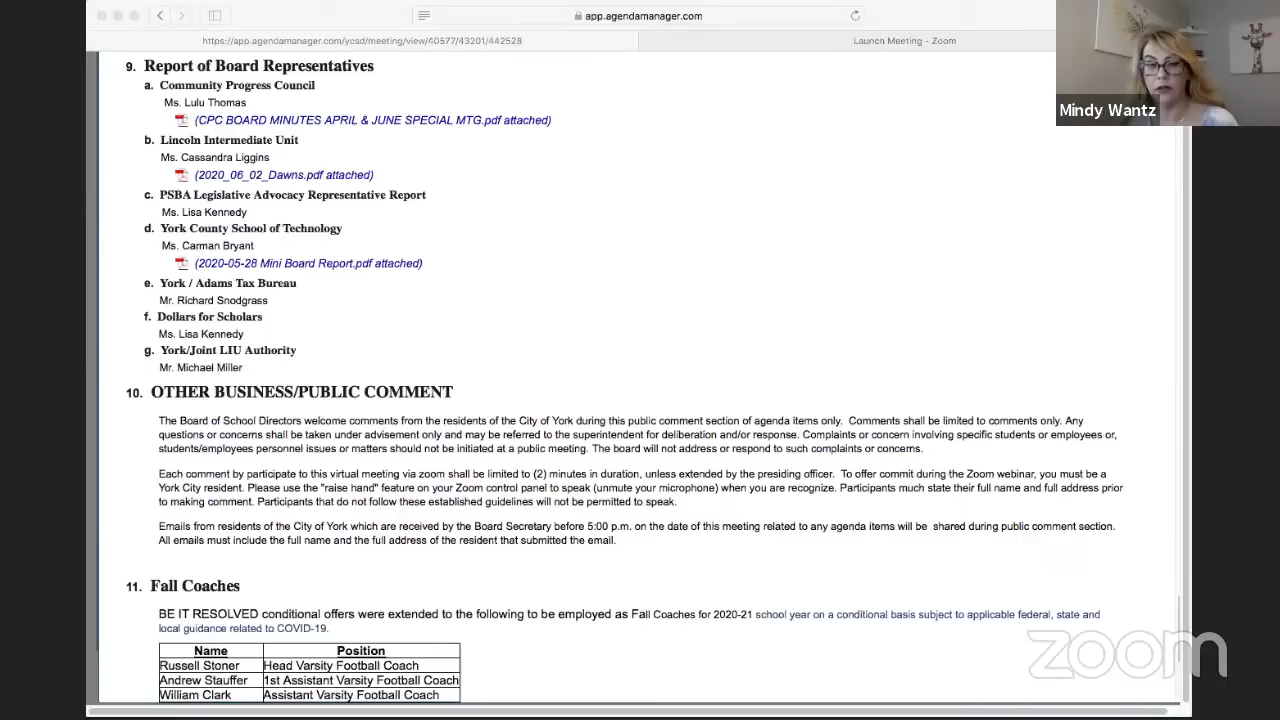 app.agendamanager.com
https://app.agendamanager.com/ycsd/meeting/view/40577/43201/442528
Launch Meeting - Zoom
Mindy Wantz
9. Report of Board Representatives
a. Community Progress Council
Ms. Lulu Thomas
(CPC BOARD MINUTES APRIL & JUNE SPECIAL MTG.pdf attached)
b. Lincoln Intermediate Unit
Ms. Cassandra Liggins
(2020_06_02_Dawns.pdf attached)
c. PSBA Legislative Advocacy Representative Report
Ms. Lisa Kennedy
d. York County School of Technology
Ms. Carman Bryant
(2020-05-28 Mini Board Report.pdf attached)
e. York / Adams Tax Bureau
Mr. Richard Snodgrass
f. Dollars for Scholars
Ms. Lisa Kennedy
g. York/Joint LIU Authority
Mr. Michael Miller
10. OTHER BUSINESS/PUBLIC COMMENT
The Board of School Directors welcome comments from the residents of the City of York during this public comment section of agenda items only. Comments shall be limited to comments only. Any
questions or concerns shall be taken under advisement only and may be referred to the superintendent for deliberation and/or response. Complaints or concern involving specific students or employees or,
students/employees personnel issues or matters should not be initiated at a public meeting. The board will not address or respond to such complaints or concerns.
Each comment by participate to this virtual meeting via zoom shall be limited to (2) minutes in duration, unless extended by the presiding officer. To offer commit during the Zoom webinar, you must be a
York City resident. Please use the "raise hand" feature on your Zoom control panel to speak (unmute your microphone) when you are recognize. Participants much state their full name and full address prior
to making comment. Participants that do not follow these established guidelines will not be permitted to speak.
Emails from residents of the City of York which are received by the Board Secretary before 5:00 p.m. on the date of this meeting related to any agenda items will be shared during public comment section.
All emails must include the full name and the full address of the resident that submitted the email.
11. Fall Coaches
BE IT RESOLVED conditional offers were extended to the following to be employed as Fall Coaches for 2020-21 school year on a conditional basis subject to applicable federal, state and
local guidance related to COVID-19.
Name Position
Russell Stoner Head Varsity Football Coach
Andrew Stauffer 1st Assistant Varsity Football Coach
William Clark Assistant Varsity Football Coach
zoom